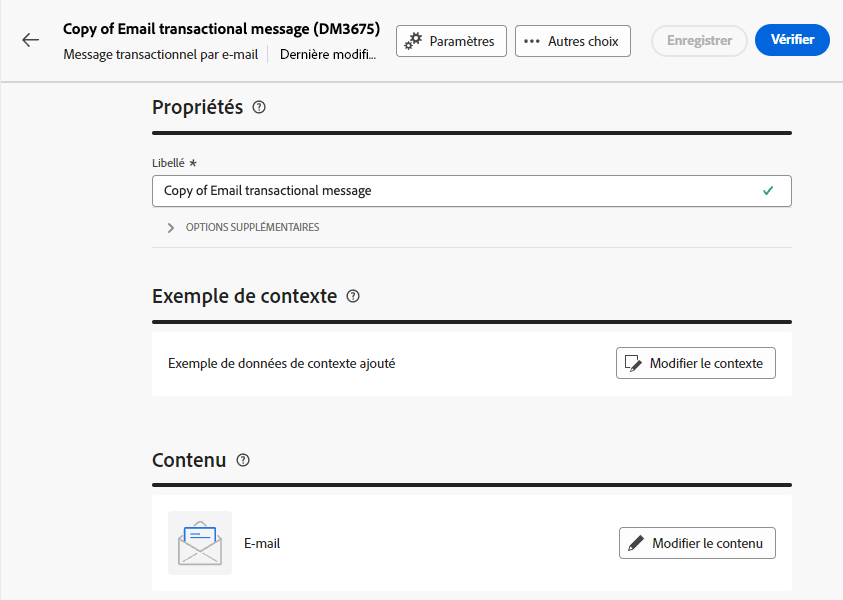 Copy of Email transactional message (DM3675)
Message transactionnel par e-mail
Dernière modifi...
Paramètres
Autres choix
Enregistrer
Vérifier
Propriétés
Libellé *
Copy of Email transactional message
OPTIONS SUPPLÉMENTAIRES
Exemple de contexte
Exemple de données de contexte ajouté
Modifier le contexte
Contenu
E-mail
Modifier le contenu